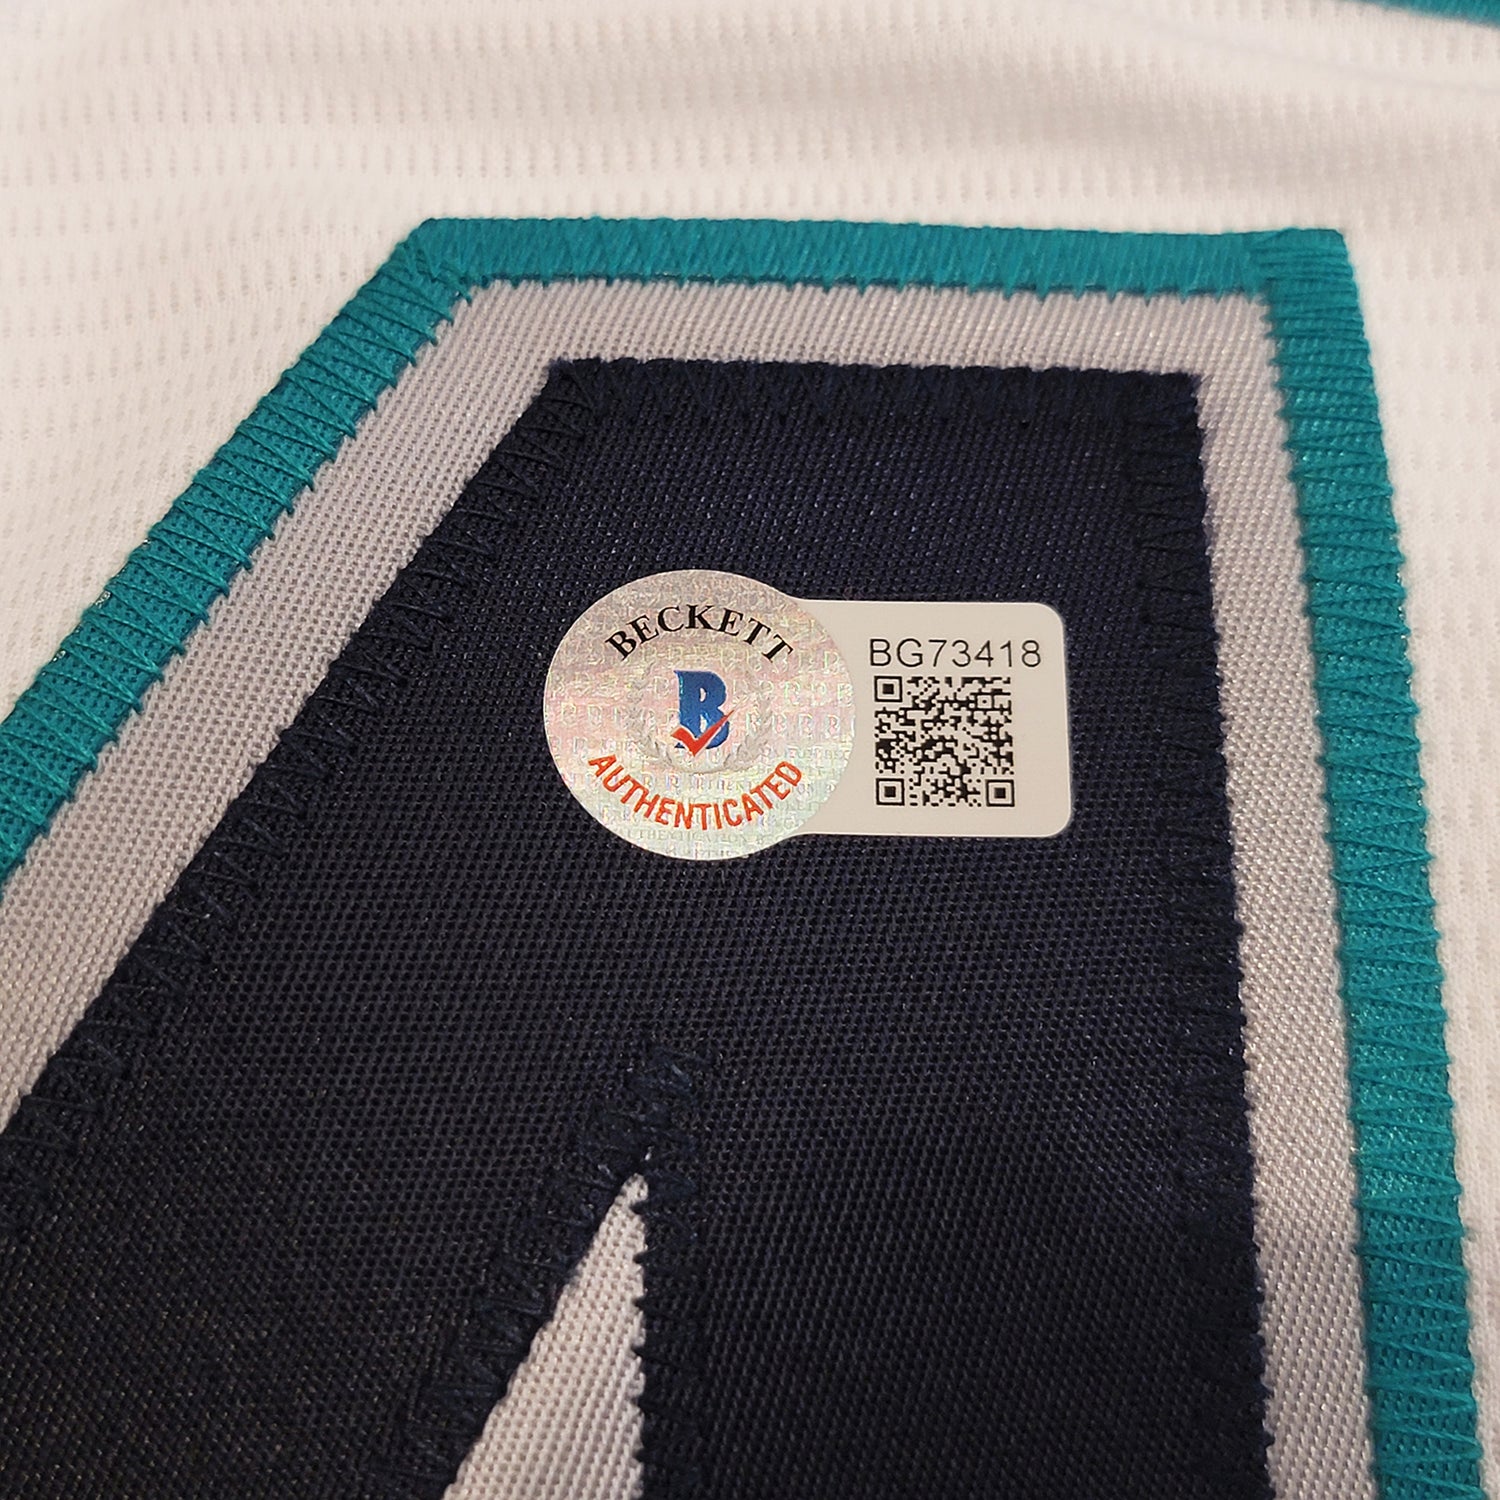 BECKETT
B
AUTHENTICATED
BG73418